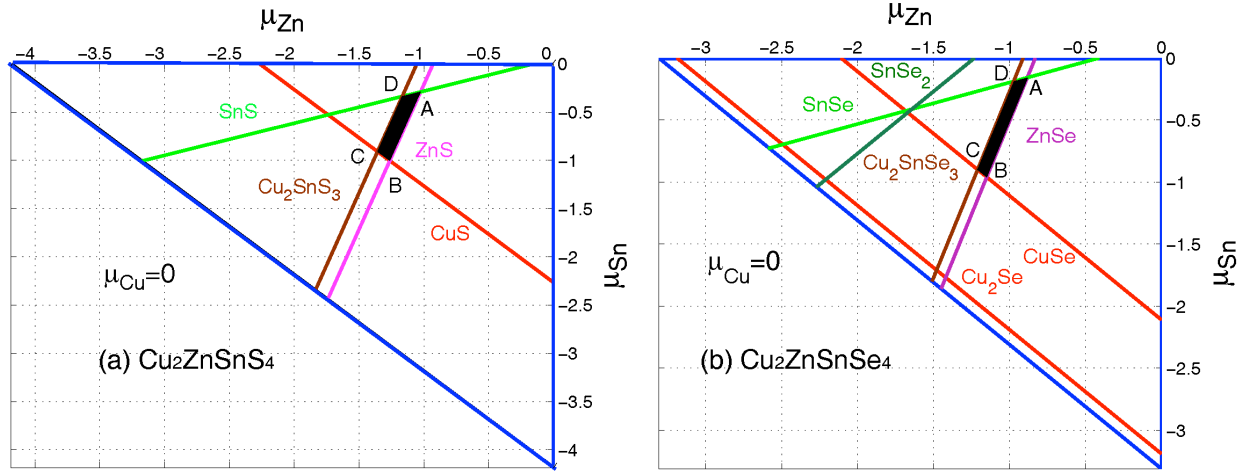 μZn
−4 −3.5 −3 −2.5 −2 −1.5 −1 −0.5 0
0
−0.5
−1
−1.5
−2
−2.5
−3
−3.5
−4
μSn
SnS
D
A
ZnS
C
B
Cu2SnS3
CuS
μCu=0
(a) Cu2ZnSnS4
μZn
−3 −2.5 −2 −1.5 −1 −0.5 0
0
−0.5
−1
−1.5
−2
−2.5
−3
μSn
SnSe2
D
A
SnSe
ZnSe
C
B
Cu2SnSe3
CuSe
Cu2Se
μCu=0
(b) Cu2ZnSnSe4